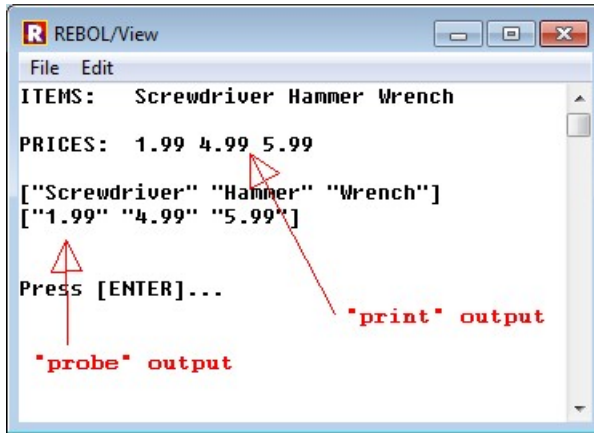 R REBOL/View
File Edit
ITEMS: Screwdriver Hammer Wrench
PRICES: 1.99 4.99 5.99
["Screwdriver" "Hammer" "Wrench"]
["1.99" "4.99" "5.99"]
Press [ENTER]...
"print" output
"probe" output